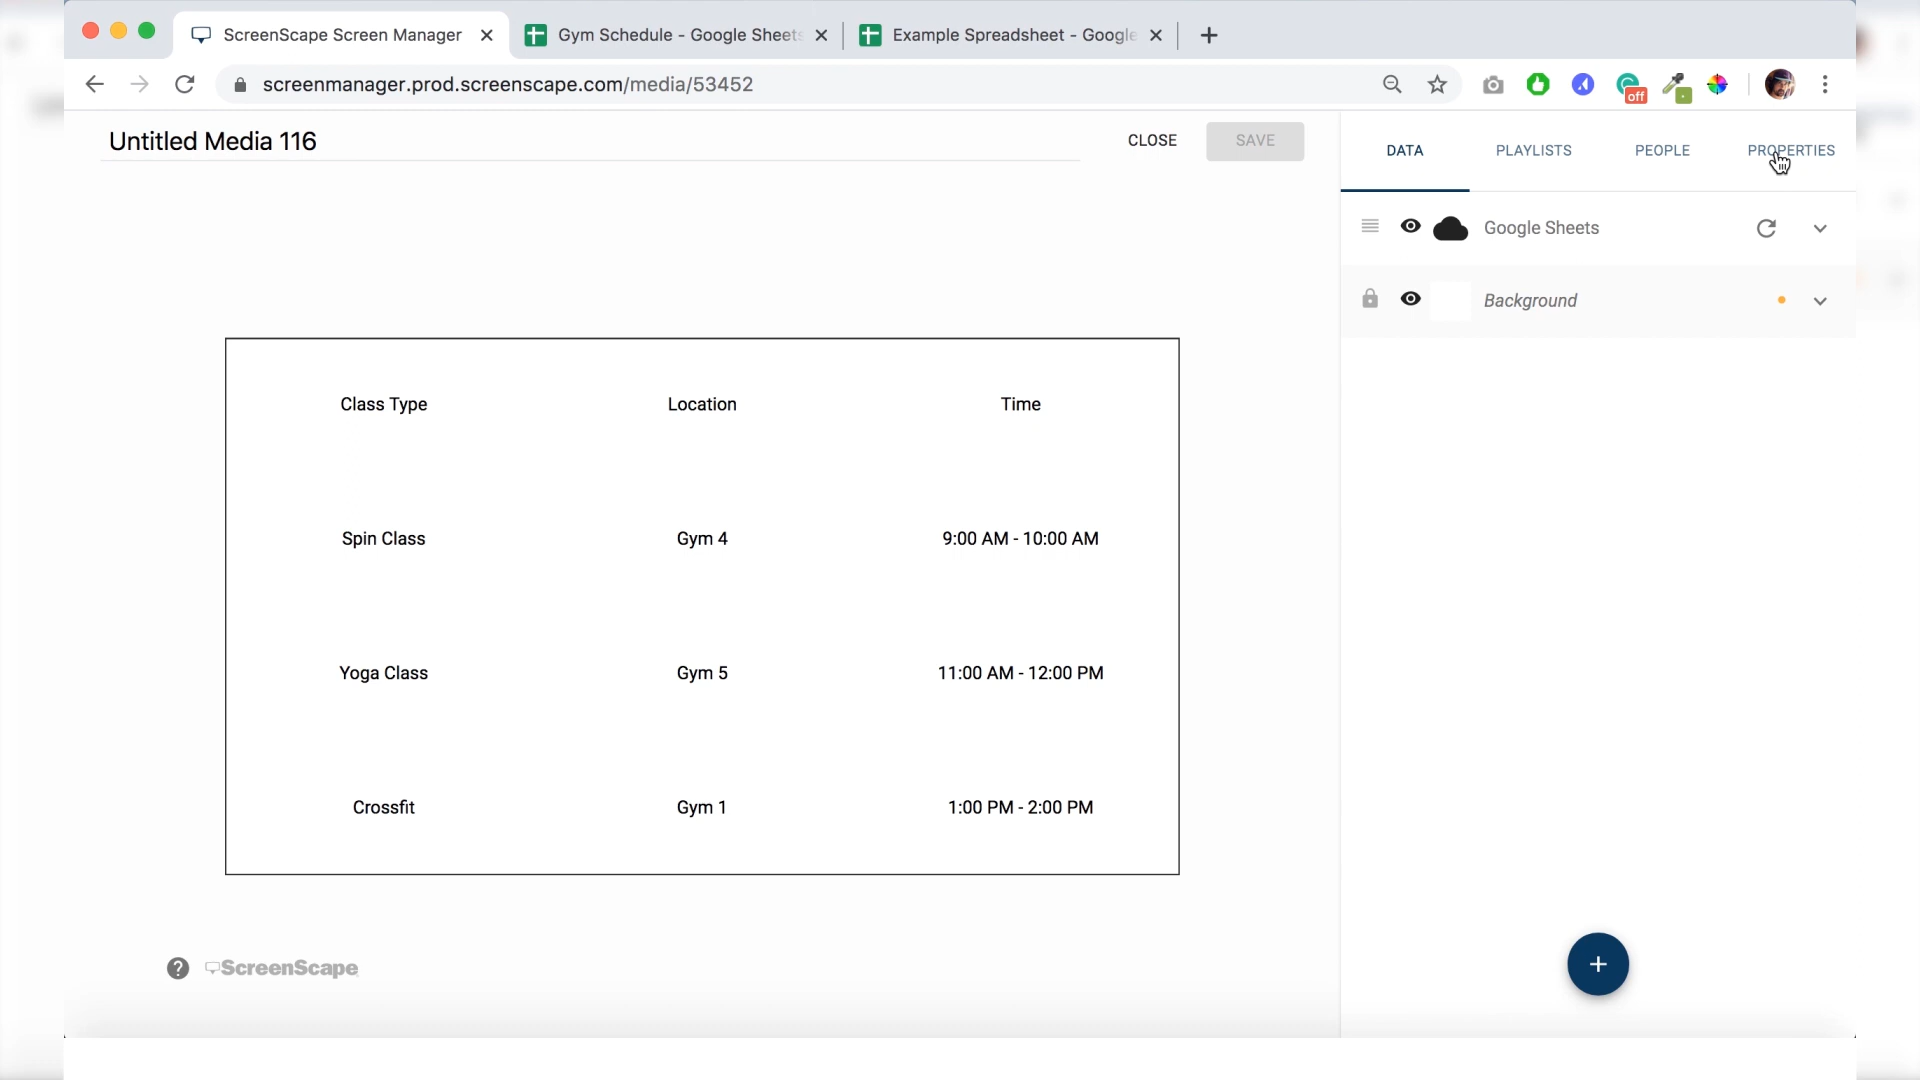 ScreenScape Screen Manager
Gym Schedule - Google Sheets
Example Spreadsheet - Google
screenmanager.prod.screenscape.com/media/53452
off
Untitled Media 116
CLOSE
SAVE
DATA
PLAYLISTS
PEOPLE
PROPERTIES
Google Sheets
Background
Class Type Location Time
Spin Class Gym 4 9:00 AM - 10:00 AM
Yoga Class Gym 5 11:00 AM - 12:00 PM
Crossfit Gym 1 1:00 PM - 2:00 PM
ScreenScape